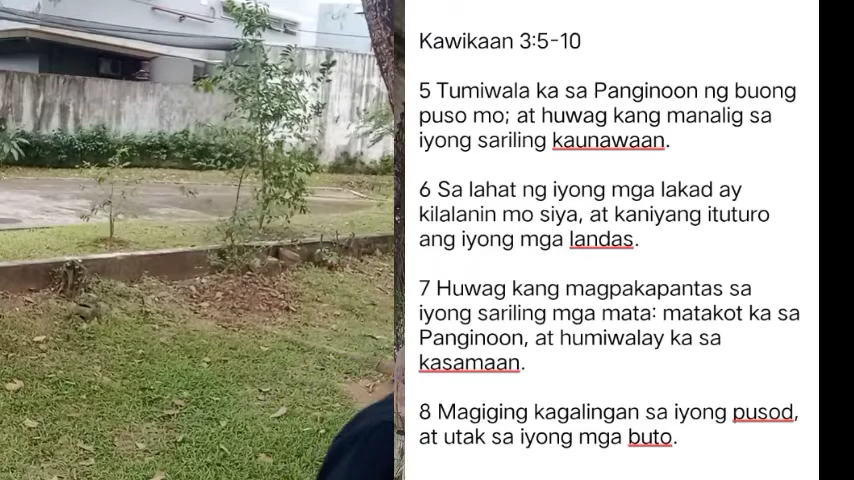 Kawikaan 3:5-10
5 Tumiwala ka sa Panginoon ng buong
puso mo; at huwag kang manalig sa
iyong sariling kaunawaan.
6 Sa lahat ng iyong mga lakad ay
kilalanin mo siya, at kaniyang ituturo
ang iyong mga landas.
7 Huwag kang magpakapantas sa
iyong sariling mga mata: matakot ka sa
Panginoon, at humiwalay ka sa
kasamaan.
8 Magiging kagalingan sa iyong pusod,
at utak sa iyong mga buto.